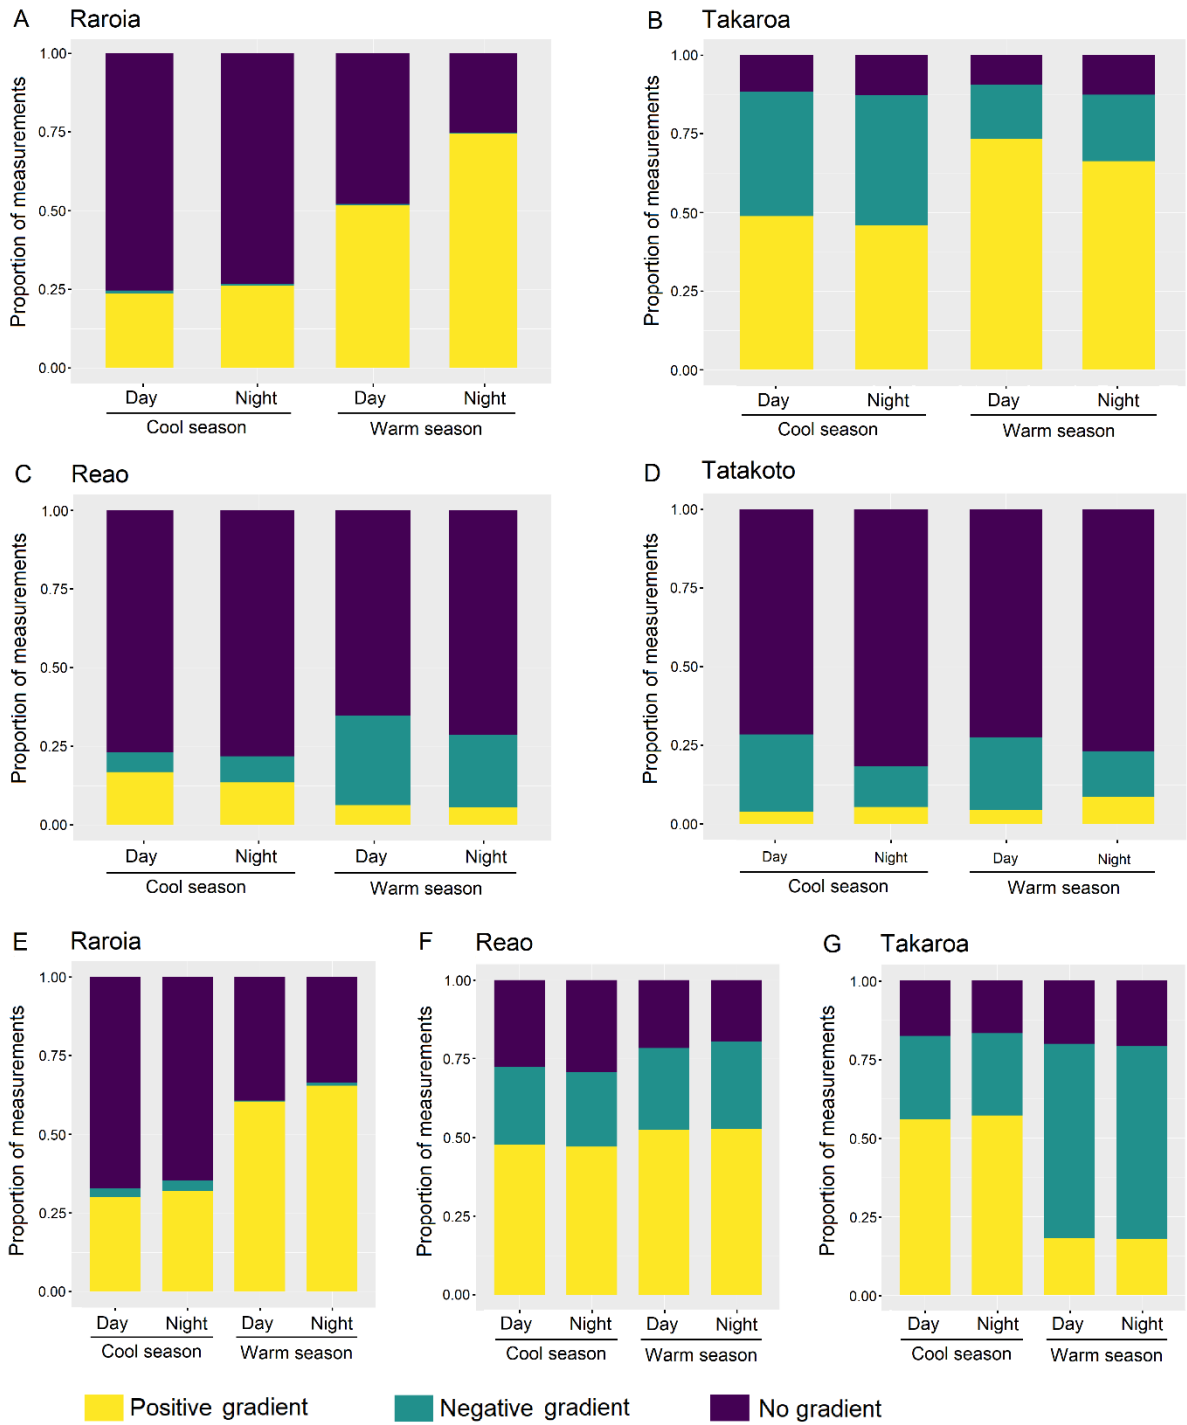 A Raroia
B Takaroa
Proportion of measurements
1.00
0.75
0.50
0.25
0.00
Day Night Day Night
Cool season Warm season
Proportion of measurements
1.00
0.75
0.50
0.25
0.00
Day Night Day Night
Cool season Warm season
C Reao
D Tatakoto
Proportion of measurements
1.00
0.75
0.50
0.25
0.00
Day Night Day Night
Cool season Warm season
Proportion of measurements
1.00
0.75
0.50
0.25
0.00
Day Night Day Night
Cool season Warm season
E Raroia
F Reao
G Takaroa
Proportion of measurements
1.00
0.75
0.50
0.25
0.00
Day Night Day Night
Cool season Warm season
Proportion of measurements
1.00
0.75
0.50
0.25
0.00
Day Night Day Night
Cool season Warm season
Proportion of measurements
1.00
0.75
0.50
0.25
0.00
Day Night Day Night
Cool season Warm season
Positive gradient Negative gradient No gradient